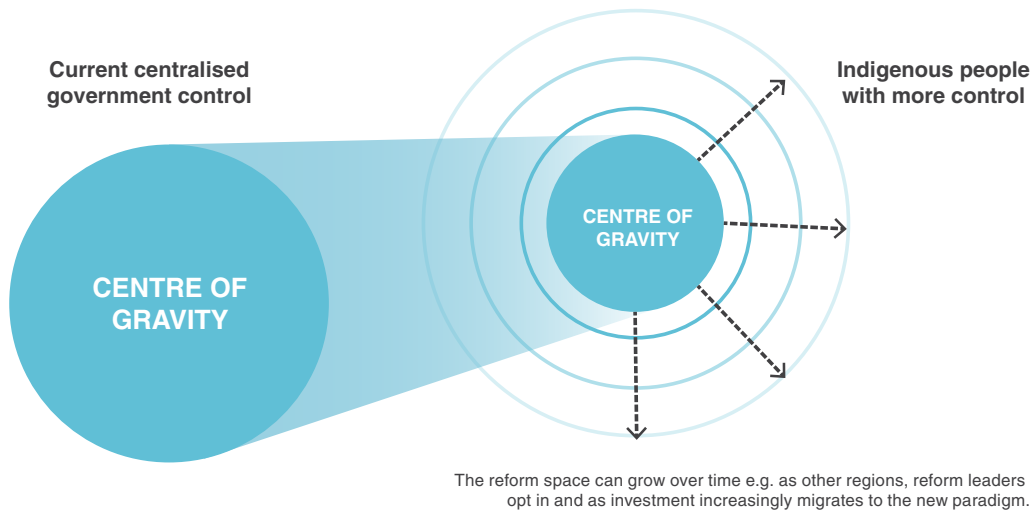 Current centralised
government control
Indigenous people
with more control
CENTRE OF
GRAVITY
CENTRE OF
GRAVITY
The reform space can grow over time e.g. as other regions, reform leaders
opt in and as investment increasingly migrates to the new paradigm.